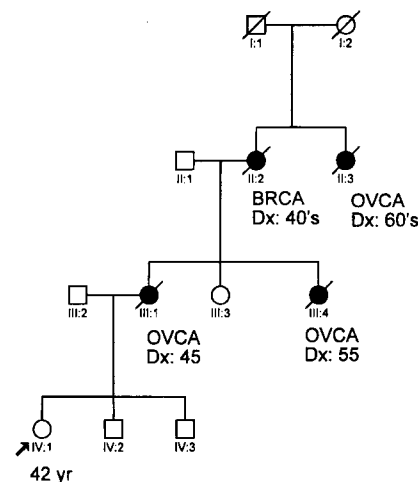 I:1 I:2
II:1 II:2 II:3
BRCA OVCA
Dx: 40's Dx: 60's
III:2 III:1 III:3 III:4
OVCA OVCA
Dx: 45 Dx: 55
IV:1 IV:2 IV:3
42 yr